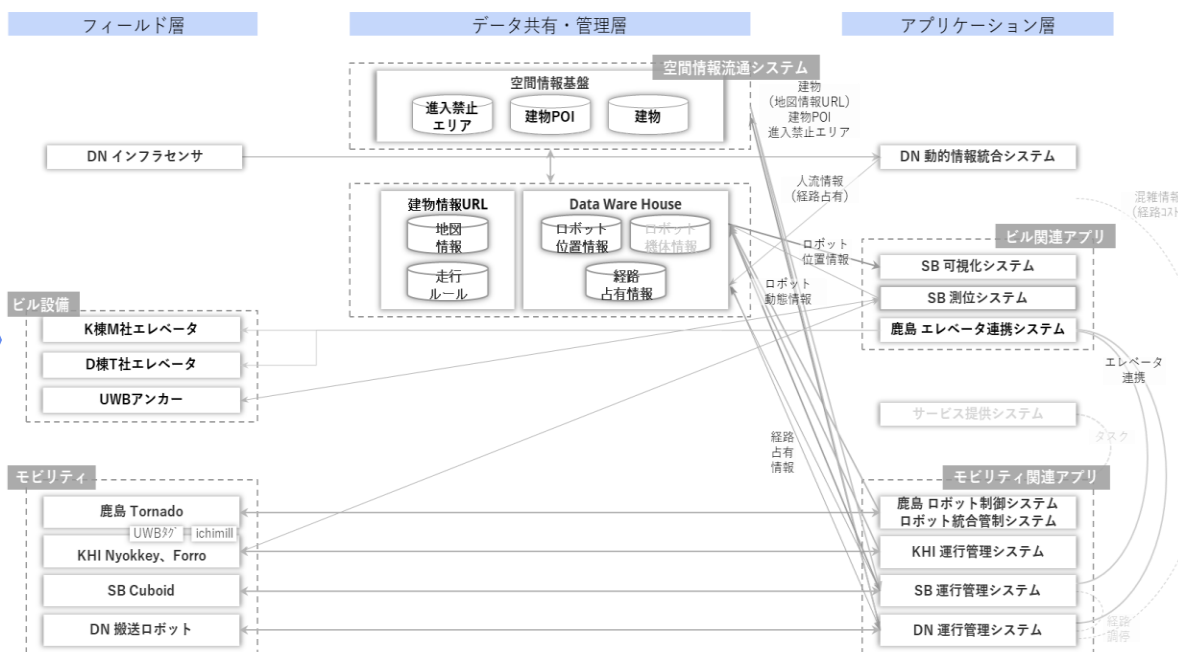 フィールド層
データ共有・管理層
アプリケーション層
空間情報流通システム
空間情報基盤
進入禁止
エリア
建物POI
建物
建物
（地図情報URL）
建物POI
進入禁止エリア
DN インフラセンサ
DN 動的情報統合システム
人流情報
（経路占有）
混雑情報
（経路ｺｽﾄ
建物情報URL
地図
情報
走行
ルール
Data Ware House
ロボット
位置情報
ロボット
機体情報
経路
占有情報
ロボット
位置情報
ロボット
動態情報
ビル関連アプリ
SB 可視化システム
SB 測位システム
鹿島 エレベータ連携システム
ビル設備
K棟M社エレベータ
D棟T社エレベータ
UWBアンカー
エレベータ
連携
サービス提供システム
タスク
経路
占有
情報
モビリティ
鹿島 Tornado
UWBﾀｸﾞ
ichimill
KHI Nyokkey、Forro
SB Cuboid
DN 搬送ロボット
モビリティ関連アプリ
鹿島 ロボット制御システム
ロボット統合管制システム
KHI 運行管理システム
SB 運行管理システム
DN 運行管理システム
経路
調停